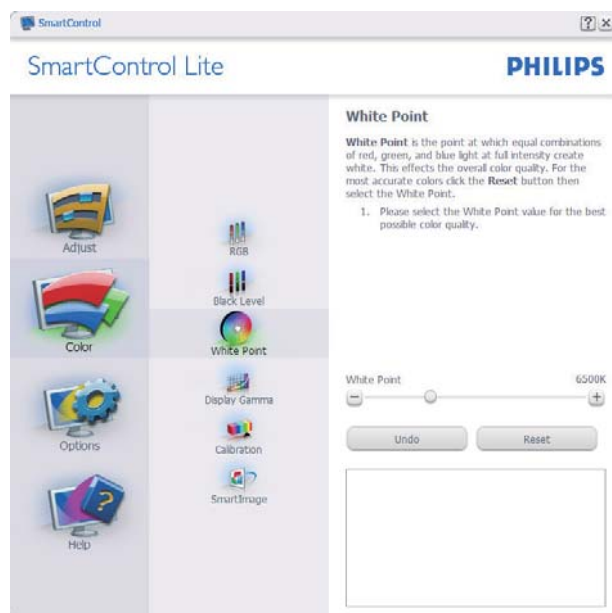 SmartControl
SmartControl Lite
PHILIPS
Adjust
Color
Options
Help
RGB
Black Level
White Point
Display Gamma
Calibration
SmartImage
White Point
White Point is the point at which equal combinations
of red, green, and blue light at full intensity create
white. This effects the overall color quality. For the
most accurate colors click the Reset button then
select the White Point.
1. Please select the White Point value for the best
possible color quality.
White Point 6500K
Undo Reset